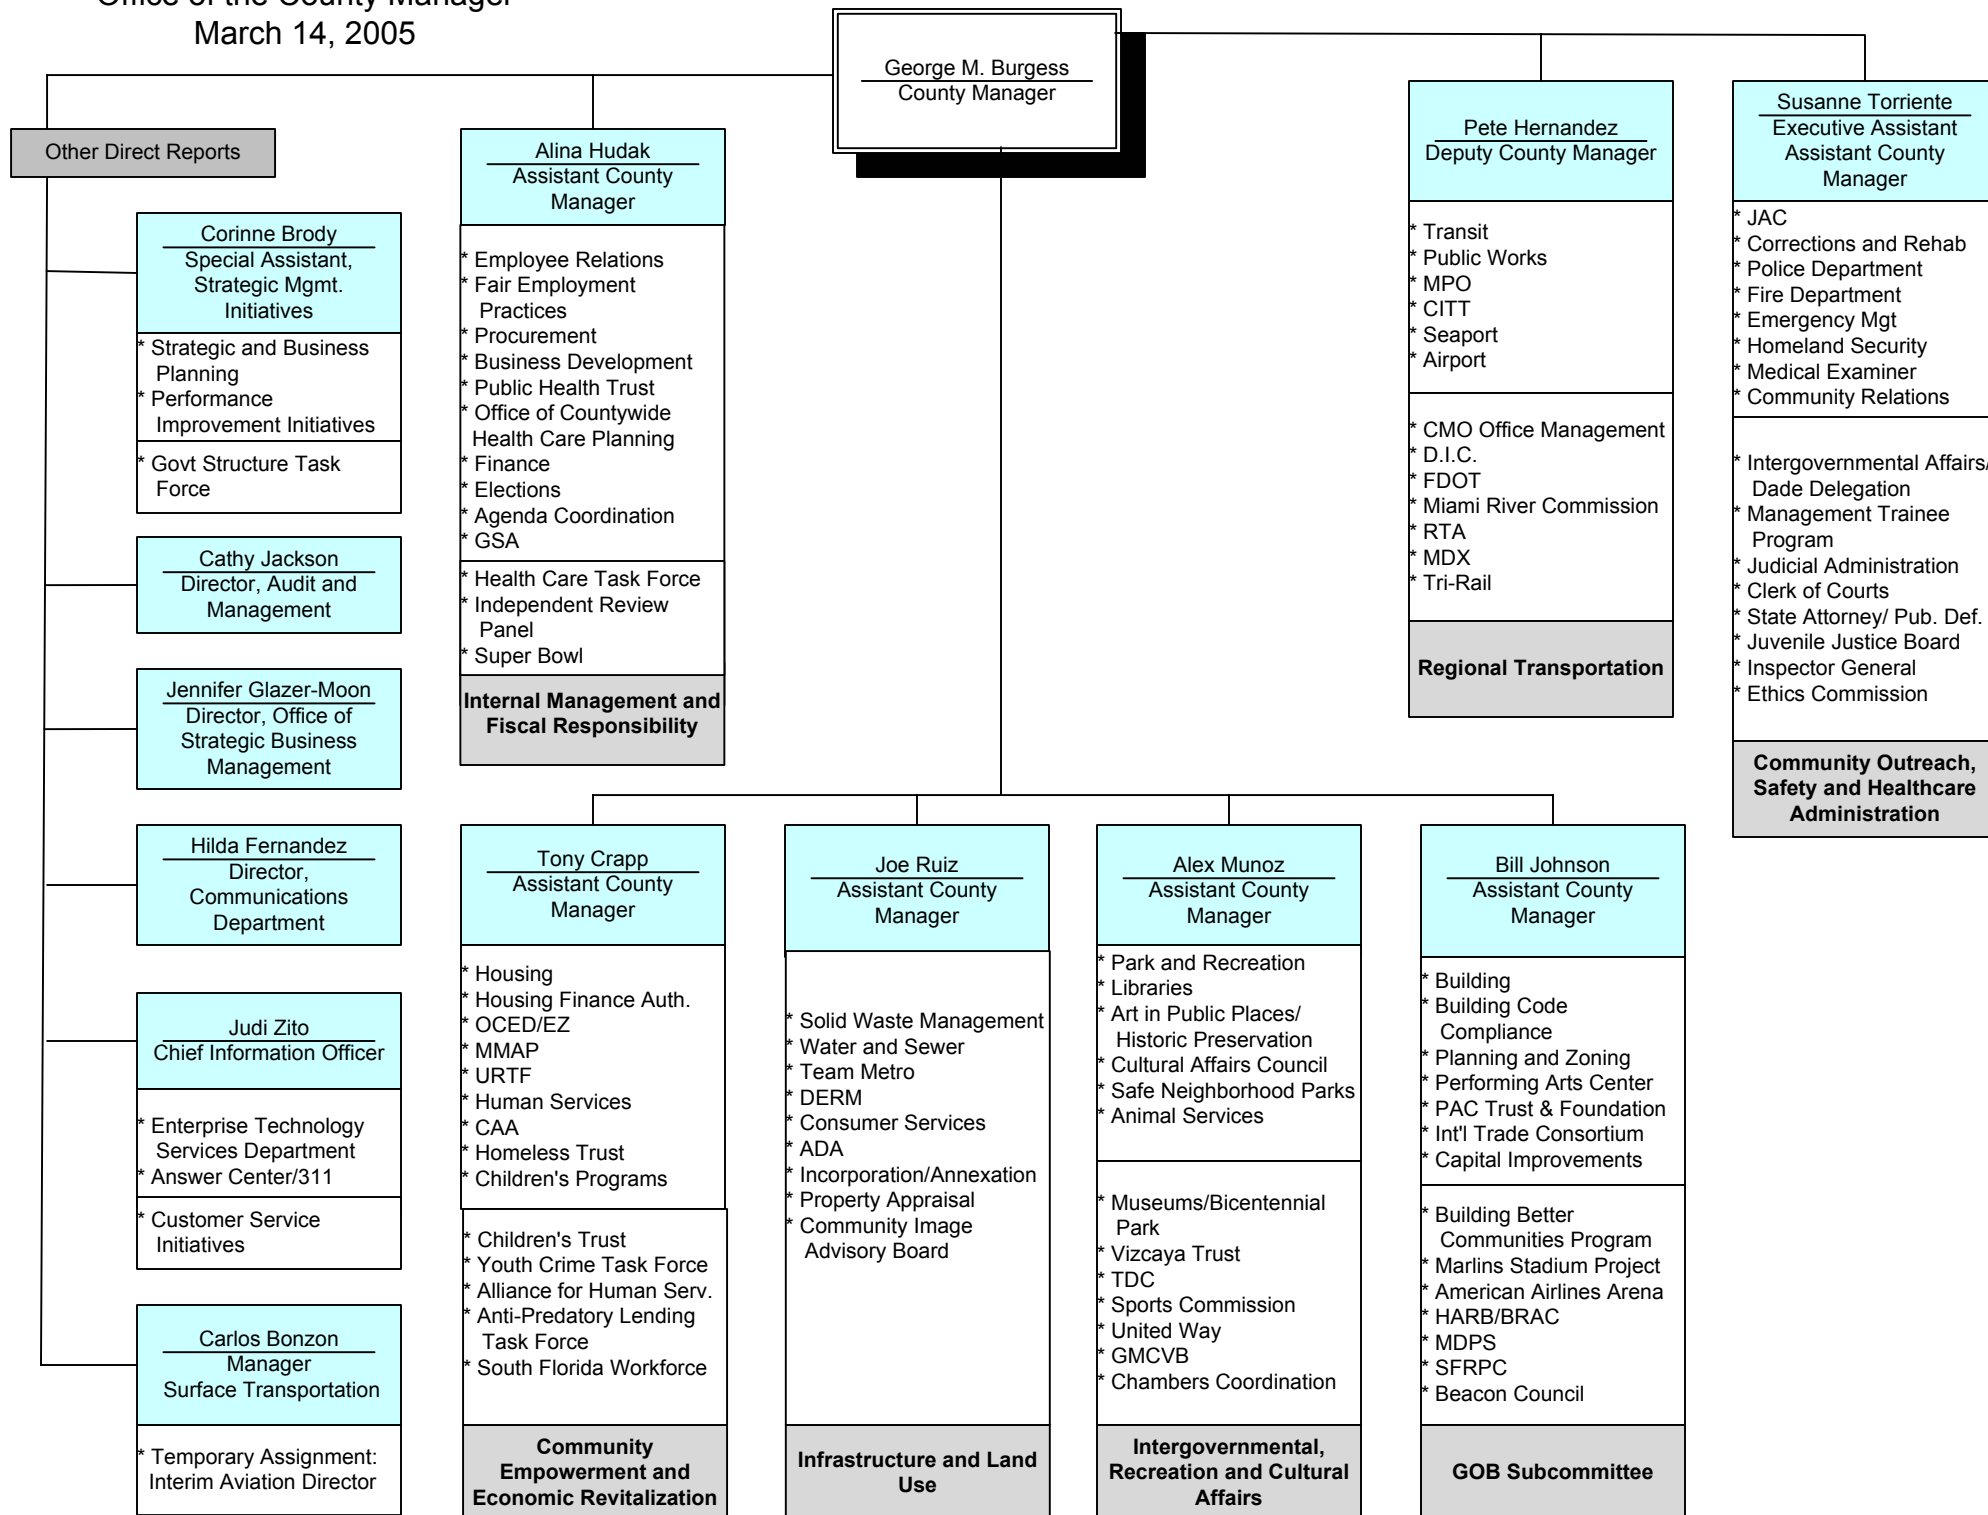 Office of the County Manager
March 14, 2005
George M. Burgess
County Manager
Other Direct Reports
Corinne Brody
Special Assistant,
Strategic Mgmt.
Initiatives
* Strategic and Business
Planning
* Performance
Improvement Initiatives
* Govt Structure Task
Force
Cathy Jackson
Director, Audit and
Management
Jennifer Glazer-Moon
Director, Office of
Strategic Business
Management
Hilda Fernandez
Director,
Communications
Department
Judi Zito
Chief Information Officer
* Enterprise Technology
Services Department
* Answer Center/311
* Customer Service
Initiatives
Carlos Bonzon
Manager
Surface Transportation
* Temporary Assignment:
Interim Aviation Director
Alina Hudak
Assistant County
Manager
* Employee Relations
* Fair Employment
Practices
* Procurement
* Business Development
* Public Health Trust
* Office of Countywide
Health Care Planning
* Finance
* Elections
* Agenda Coordination
* GSA
* Health Care Task Force
* Independent Review
Panel
* Super Bowl
Internal Management and
Fiscal Responsibility
Pete Hernandez
Deputy County Manager
* Transit
* Public Works
* MPO
* CITT
* Seaport
* Airport
* CMO Office Management
* D.I.C.
* FDOT
* Miami River Commission
* RTA
* MDX
* Tri-Rail
Regional Transportation
Susanne Torriente
Executive Assistant
Assistant County
Manager
* JAC
* Corrections and Rehab
* Police Department
* Fire Department
* Emergency Mgt
* Homeland Security
* Medical Examiner
* Community Relations
* Intergovernmental Affairs/
Dade Delegation
* Management Trainee
Program
* Judicial Administration
* Clerk of Courts
* State Attorney/ Pub. Def.
* Juvenile Justice Board
* Inspector General
* Ethics Commission
Community Outreach,
Safety and Healthcare
Administration
Tony Crapp
Assistant County
Manager
* Housing
* Housing Finance Auth.
* OCED/EZ
* MMAP
* URTF
* Human Services
* CAA
* Homeless Trust
* Children's Programs
* Children's Trust
* Youth Crime Task Force
* Alliance for Human Serv.
* Anti-Predatory Lending
Task Force
* South Florida Workforce
Community
Empowerment and
Economic Revitalization
Joe Ruiz
Assistant County
Manager
* Solid Waste Management
* Water and Sewer
* Team Metro
* DERM
* Consumer Services
* ADA
* Incorporation/Annexation
* Property Appraisal
* Community Image
Advisory Board
Infrastructure and Land
Use
Alex Munoz
Assistant County
Manager
* Park and Recreation
* Libraries
* Art in Public Places/
Historic Preservation
* Cultural Affairs Council
* Safe Neighborhood Parks
* Animal Services
* Museums/Bicentennial
Park
* Vizcaya Trust
* TDC
* Sports Commission
* United Way
* GMCVB
* Chambers Coordination
Intergovernmental,
Recreation and Cultural
Affairs
Bill Johnson
Assistant County
Manager
* Building
* Building Code
Compliance
* Planning and Zoning
* Performing Arts Center
* PAC Trust & Foundation
* Int'l Trade Consortium
* Capital Improvements
* Building Better
Communities Program
* Marlins Stadium Project
* American Airlines Arena
* HARB/BRAC
* MDPS
* SFRPC
* Beacon Council
GOB Subcommittee